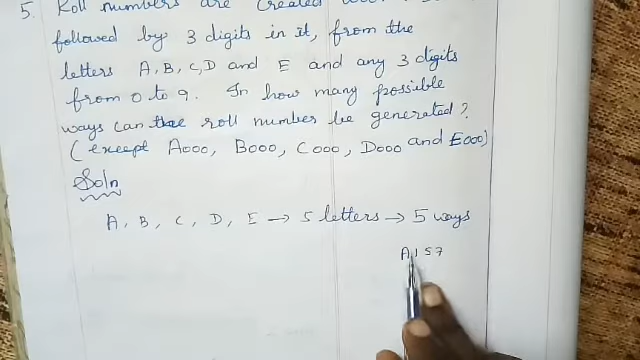 5. Roll numbers are created
followed by 3 digits in it, from the
letters A, B, C, D and E and any 3 digits
from 0 to 9. In how many possible
ways can the roll number be generated?
(except A000, B000, C000, D000 and E000)
Soln
A, B, C, D, E → 5 letters → 5 ways
A157